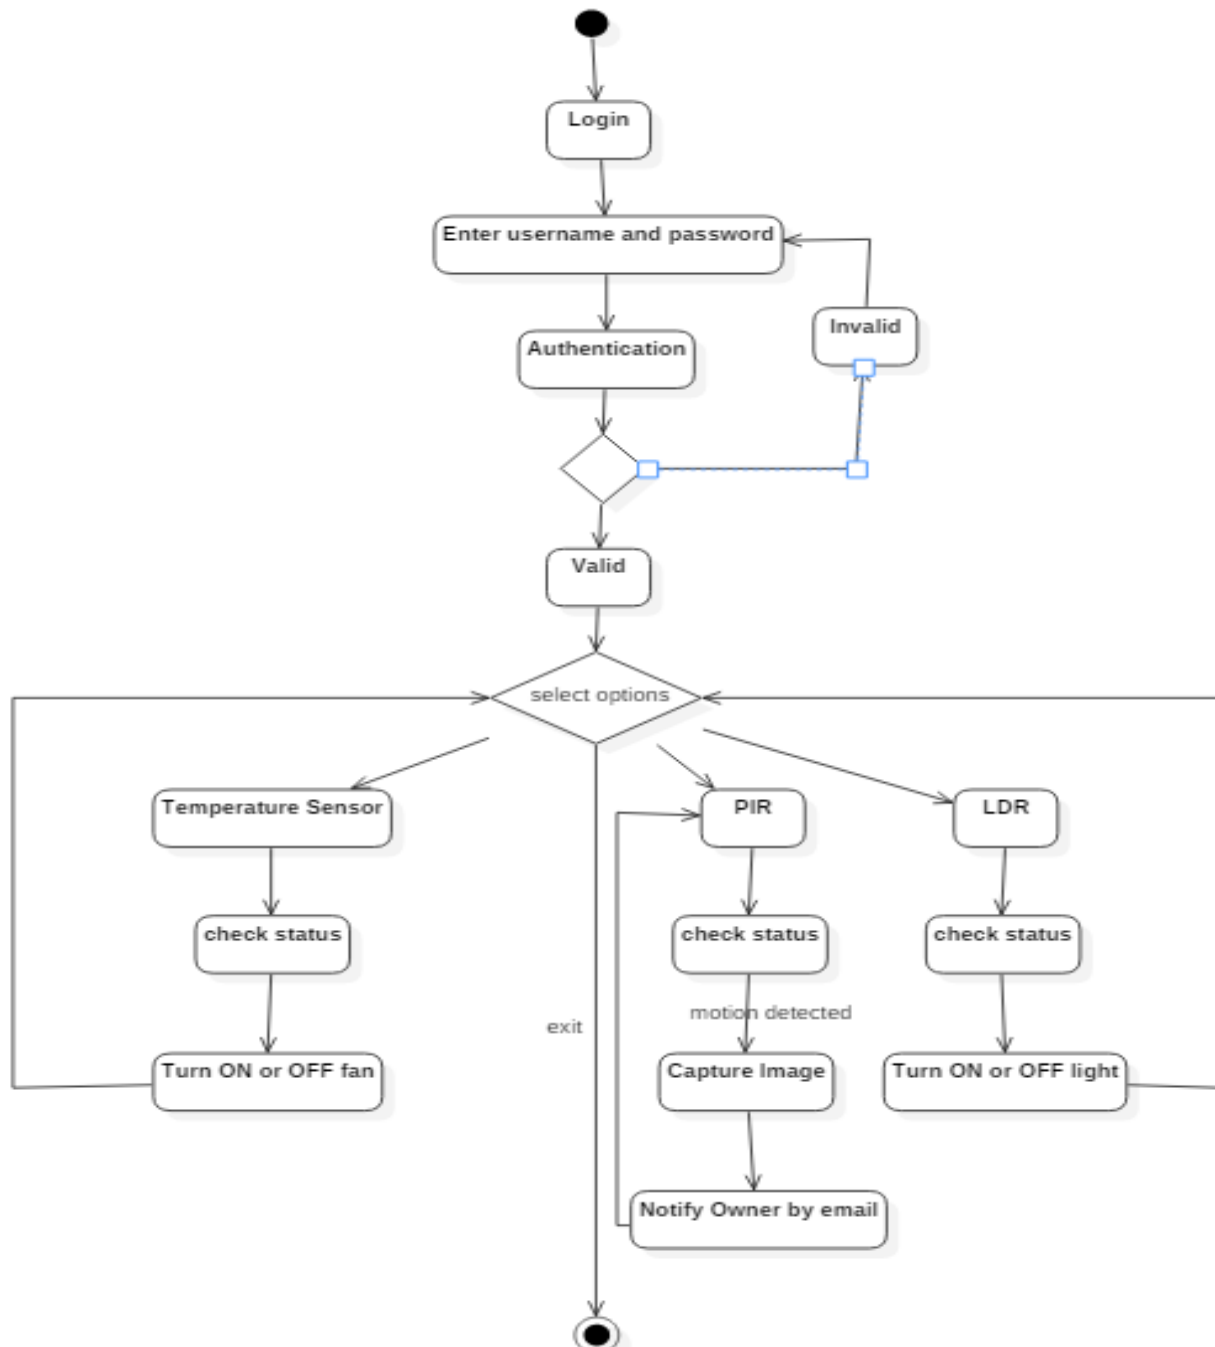 Login
Enter username and password
Invalid
Authentication
Valid
select options
Temperature Sensor
PIR
LDR
check status
check status
check status
motion detected
exit
Turn ON or OFF fan
Capture Image
Turn ON or OFF light
Notify Owner by email